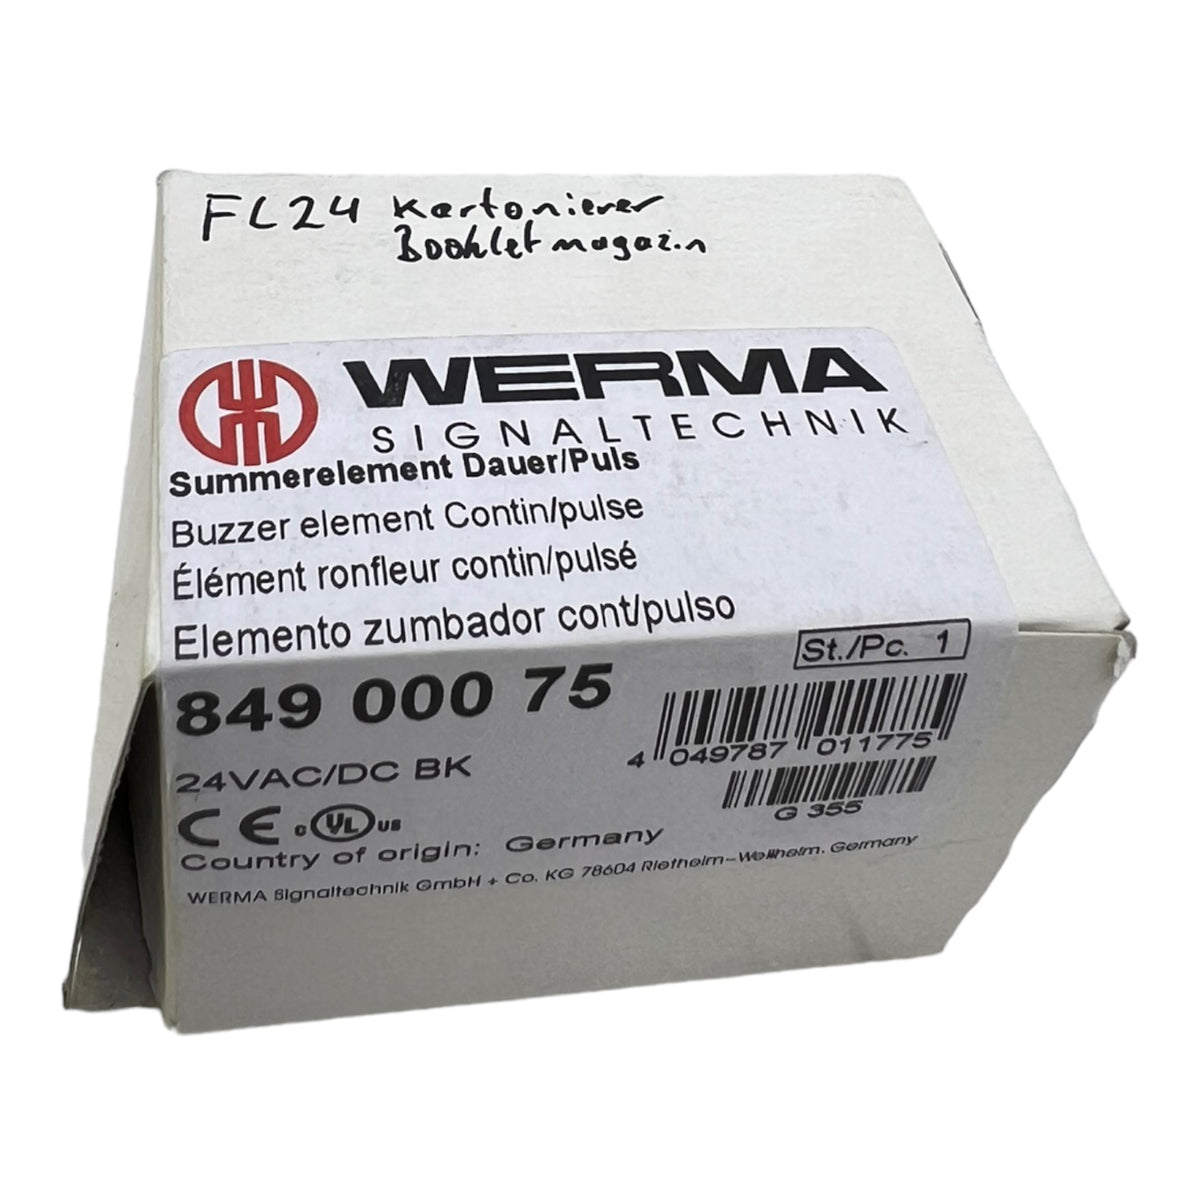 FL24 Kartonierer
Booklet magazin
WERMA
SIGNALTECHNIK
Summerelement Dauer/Puls
Buzzer element Contin/pulse
Élément ronfleur contin/pulsé
Elemento zumbador cont/pulso
St./Pc. 1
849 000 75
4 049787 011775
24VAC/DC BK
G 355
CE c UL us
Country of origin: Germany
WERMA Signaltechnik GmbH + Co. KG 78604 Rietheim-Weilheim, Germany